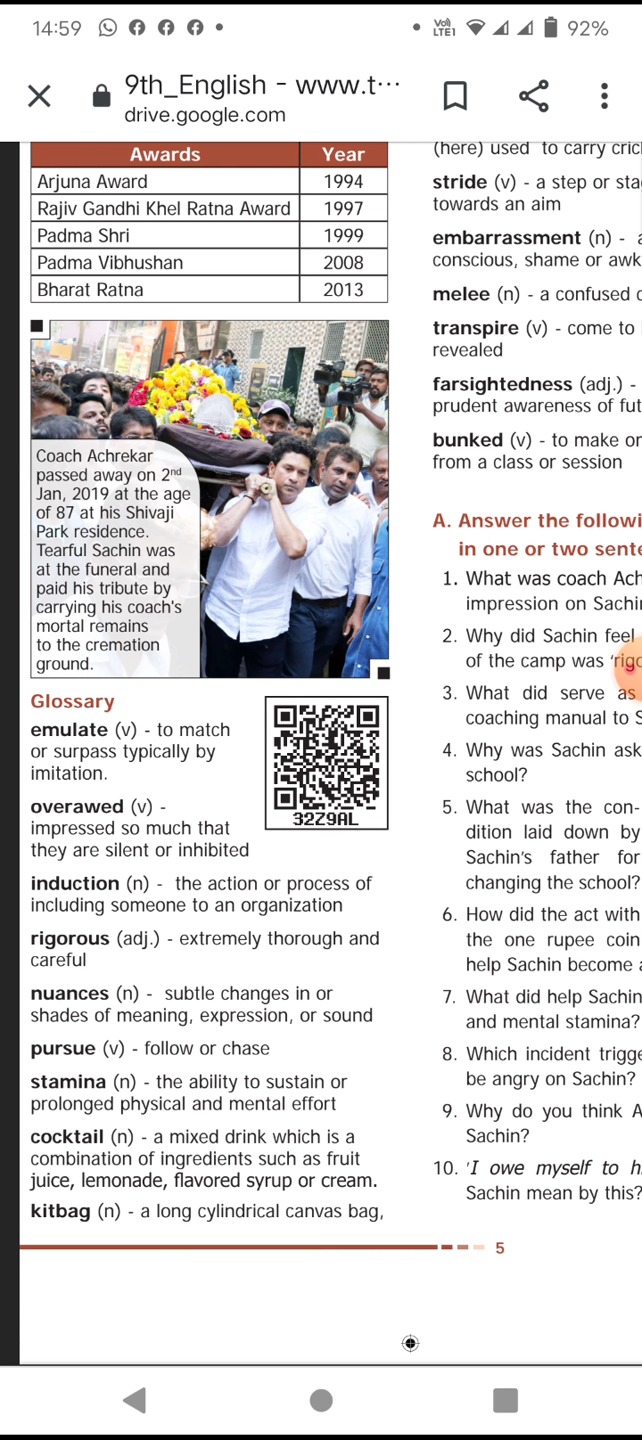 14:59
Vo)
LTE1
92%
9th_English - www.t···
drive.google.com
Awards Year
Arjuna Award 1994
Rajiv Gandhi Khel Ratna Award 1997
Padma Shri 1999
Padma Vibhushan 2008
Bharat Ratna 2013
Coach Achrekar
passed away on 2nd
Jan, 2019 at the age
of 87 at his Shivaji
Park residence.
Tearful Sachin was
at the funeral and
paid his tribute by
carrying his coach's
mortal remains
to the cremation
ground.
Glossary
emulate (v) - to match
or surpass typically by
imitation.
32Z9AL
overawed (v) -
impressed so much that
they are silent or inhibited
induction (n) - the action or process of
including someone to an organization
rigorous (adj.) - extremely thorough and
careful
nuances (n) - subtle changes in or
shades of meaning, expression, or sound
pursue (v) - follow or chase
stamina (n) - the ability to sustain or
prolonged physical and mental effort
cocktail (n) - a mixed drink which is a
combination of ingredients such as fruit
juice, lemonade, flavored syrup or cream.
kitbag (n) - a long cylindrical canvas bag,
(here) used to carry cric
stride (v) - a step or sta
towards an aim
embarrassment (n) - a
conscious, shame or awk
melee (n) - a confused
transpire (v) - come to
revealed
farsightedness (adj.) -
prudent awareness of fut
bunked (v) - to make or
from a class or session
A. Answer the followi
in one or two sent
1. What was coach Ach
impression on Sachi
2. Why did Sachin feel
of the camp was 'rigo
3. What did serve as
coaching manual to S
4. Why was Sachin ask
school?
5. What was the con-
dition laid down by
Sachin's father for
changing the school?
6. How did the act with
the one rupee coin
help Sachin become a
7. What did help Sachin
and mental stamina?
8. Which incident trigge
be angry on Sachin?
9. Why do you think A
Sachin?
10. 'I owe myself to h
Sachin mean by this?
5